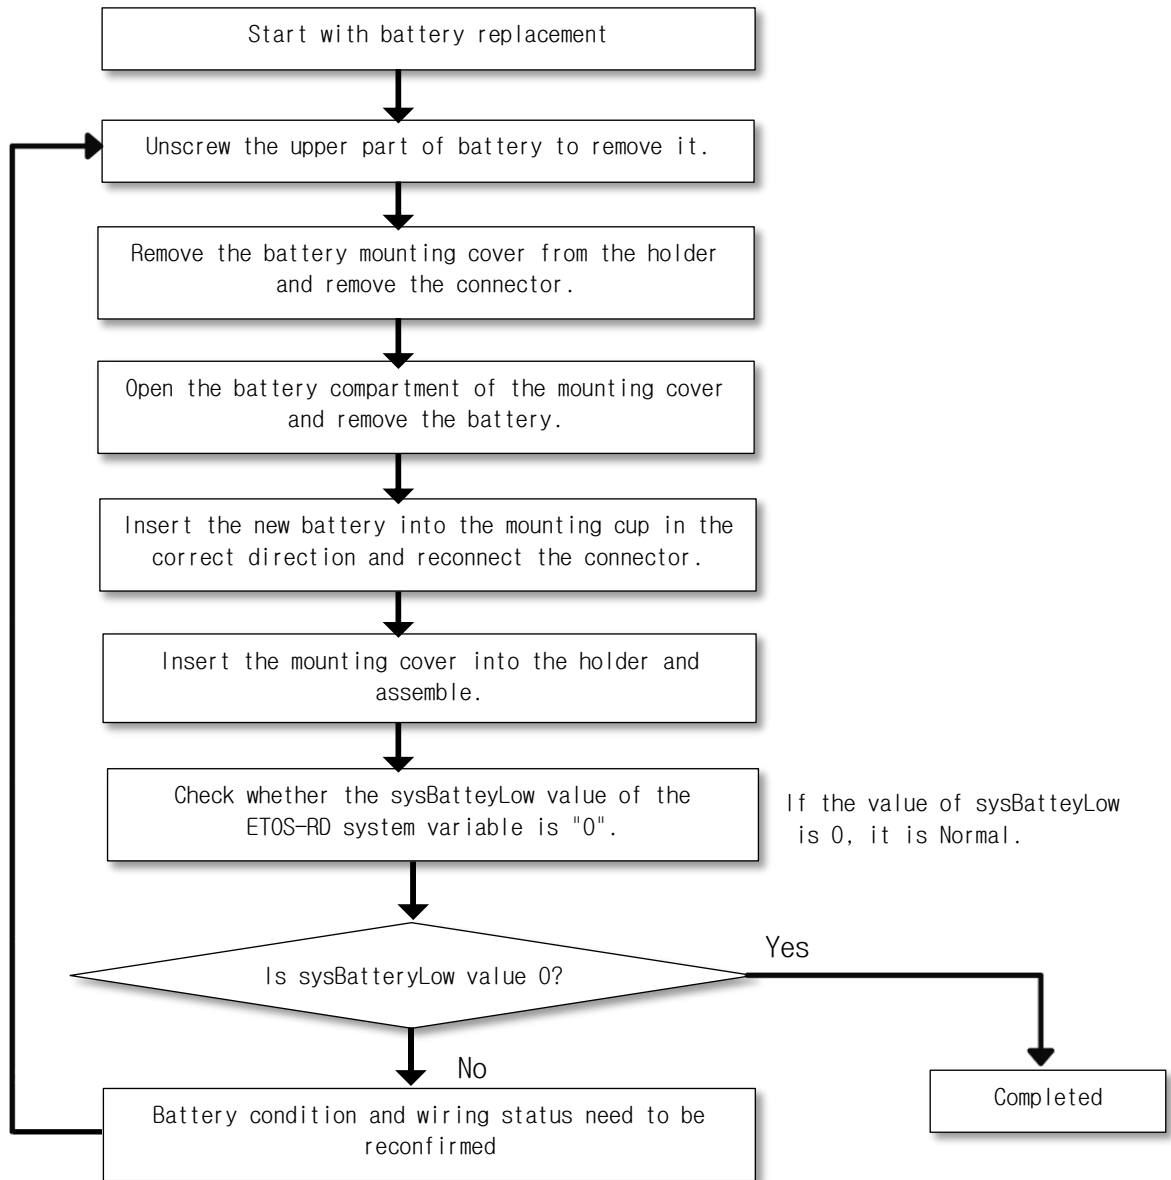 Start with battery replacement
Unscrew the upper part of battery to remove it.
Remove the battery mounting cover from the holder
and remove the connector.
Open the battery compartment of the mounting cover
and remove the battery.
Insert the new battery into the mounting cup in the
correct direction and reconnect the connector.
Insert the mounting cover into the holder and
assemble.
Check whether the sysBatteyLow value of the
ETOS-RD system variable is "0".
If the value of sysBatteyLow
is 0, it is Normal.
Is sysBatteryLow value 0?
Yes
No
Completed
Battery condition and wiring status need to be
reconfirmed